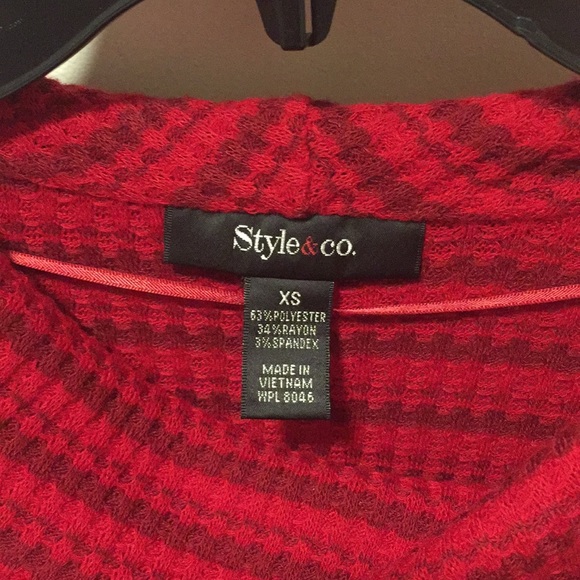 Style&co.
XS
63%POLYESTER
34%RAYON
3%SPANDEX
MADE IN
VIETNAM
WPL 8046